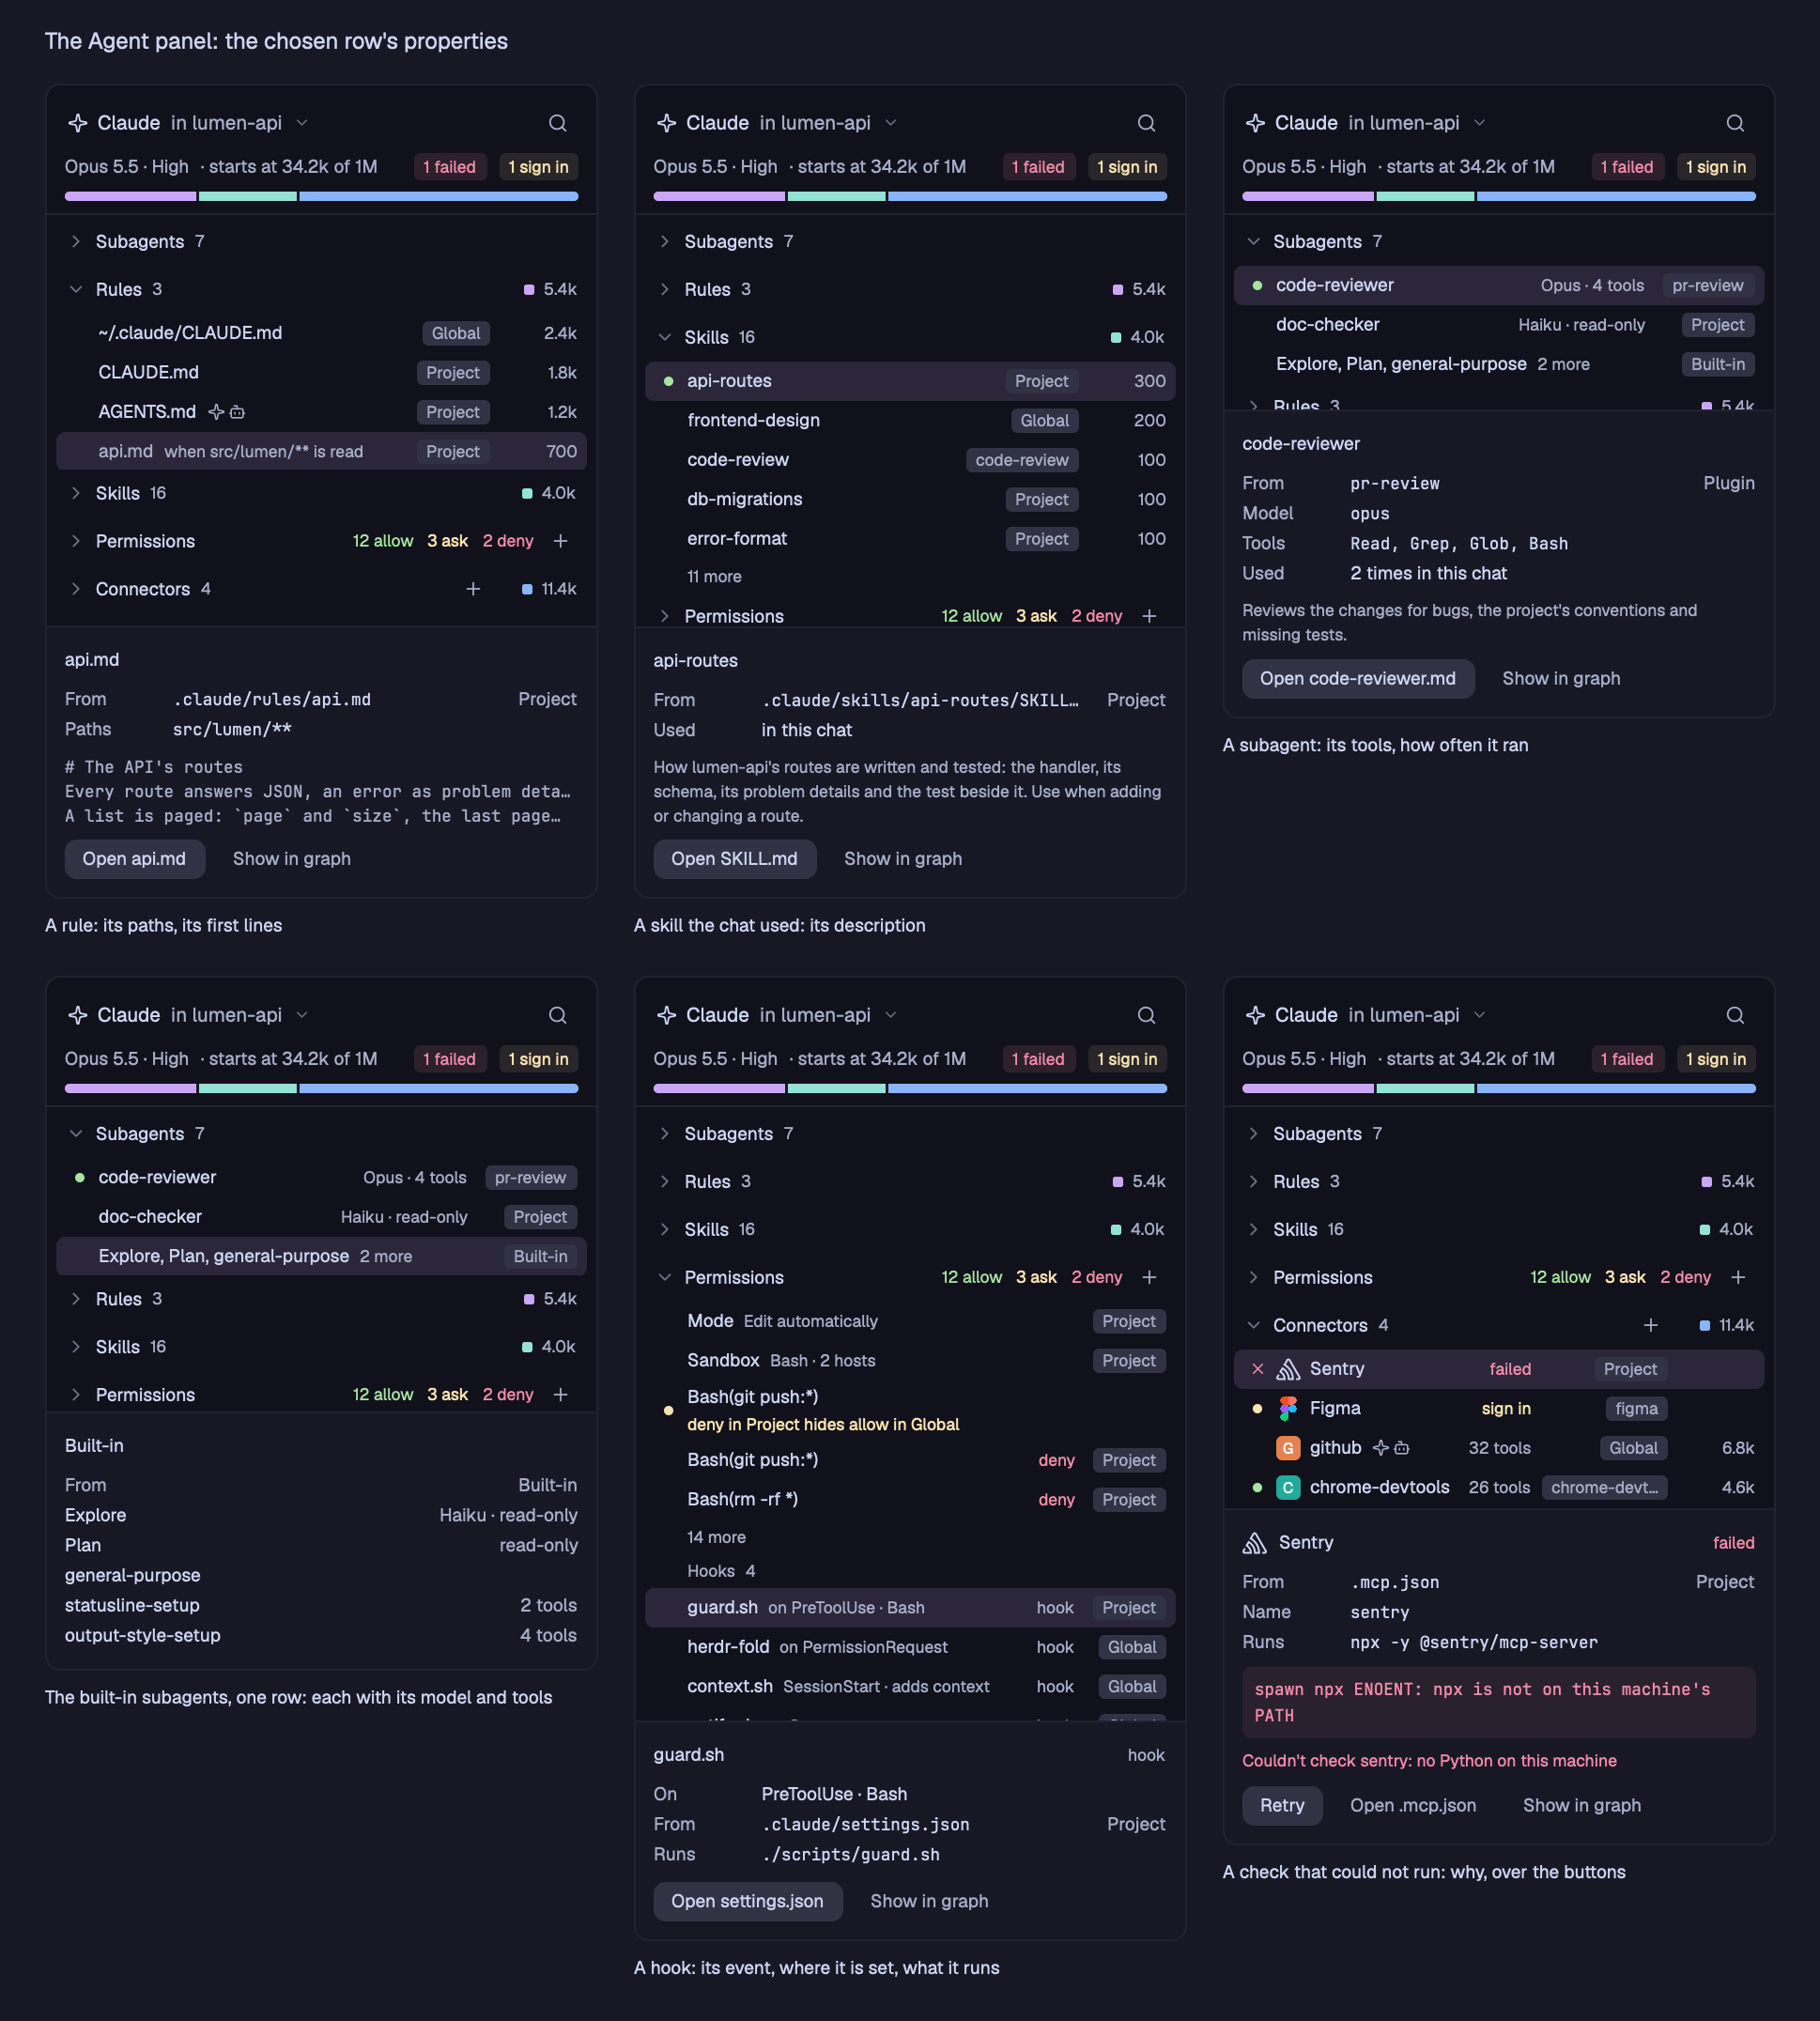 The Agent panel: the chosen row's properties
Claude in lumen-api
Opus 5.5 · High · starts at 34.2k of 1M 1 failed 1 sign in
Subagents 7
Rules 3 5.4k
~/.claude/CLAUDE.md Global 2.4k
CLAUDE.md Project 1.8k
AGENTS.md Project 1.2k
api.md when src/lumen/** is read Project 700
Skills 16 4.0k
Permissions 12 allow 3 ask 2 deny
Connectors 4 11.4k
api.md
From .claude/rules/api.md Project
Paths src/lumen/**
# The API's routes
Every route answers JSON, an error as problem deta…
A list is paged: `page` and `size`, the last page…
Open api.md Show in graph
A rule: its paths, its first lines
Claude in lumen-api
Opus 5.5 · High · starts at 34.2k of 1M 1 failed 1 sign in
Subagents 7
Rules 3 5.4k
Skills 16 4.0k
api-routes Project 300
frontend-design Global 200
code-review code-review 100
db-migrations Project 100
error-format Project 100
11 more
Permissions 12 allow 3 ask 2 deny
api-routes
From .claude/skills/api-routes/SKILL… Project
Used in this chat
How lumen-api's routes are written and tested: the handler, its
schema, its problem details and the test beside it. Use when adding
or changing a route.
Open SKILL.md Show in graph
A skill the chat used: its description
Claude in lumen-api
Opus 5.5 · High · starts at 34.2k of 1M 1 failed 1 sign in
Subagents 7
code-reviewer Opus · 4 tools pr-review
doc-checker Haiku · read-only Project
Explore, Plan, general-purpose 2 more Built-in
Rules 3 5.4k
code-reviewer
From pr-review Plugin
Model opus
Tools Read, Grep, Glob, Bash
Used 2 times in this chat
Reviews the changes for bugs, the project's conventions and
missing tests.
Open code-reviewer.md Show in graph
A subagent: its tools, how often it ran
Claude in lumen-api
Opus 5.5 · High · starts at 34.2k of 1M 1 failed 1 sign in
Subagents 7
code-reviewer Opus · 4 tools pr-review
doc-checker Haiku · read-only Project
Explore, Plan, general-purpose 2 more Built-in
Rules 3 5.4k
Skills 16 4.0k
Permissions 12 allow 3 ask 2 deny
Built-in
From Built-in
Explore Haiku · read-only
Plan read-only
general-purpose
statusline-setup 2 tools
output-style-setup 4 tools
The built-in subagents, one row: each with its model and tools
Claude in lumen-api
Opus 5.5 · High · starts at 34.2k of 1M 1 failed 1 sign in
Subagents 7
Rules 3 5.4k
Skills 16 4.0k
Permissions 12 allow 3 ask 2 deny
Mode Edit automatically Project
Sandbox Bash · 2 hosts Project
Bash(git push:*)
deny in Project hides allow in Global
Bash(git push:*) deny Project
Bash(rm -rf *) deny Project
14 more
Hooks 4
guard.sh on PreToolUse · Bash hook Project
herdr-fold on PermissionRequest hook Global
context.sh SessionStart · adds context hook Global
guard.sh hook
On PreToolUse · Bash
From .claude/settings.json Project
Runs ./scripts/guard.sh
Open settings.json Show in graph
A hook: its event, where it is set, what it runs
Claude in lumen-api
Opus 5.5 · High · starts at 34.2k of 1M 1 failed 1 sign in
Subagents 7
Rules 3 5.4k
Skills 16 4.0k
Permissions 12 allow 3 ask 2 deny
Connectors 4 11.4k
Sentry failed Project
Figma sign in figma
G github 32 tools Global 6.8k
C chrome-devtools 26 tools chrome-devt… 4.6k
Sentry failed
From .mcp.json Project
Name sentry
Runs npx -y @sentry/mcp-server
spawn npx ENOENT: npx is not on this machine's
PATH
Couldn't check sentry: no Python on this machine
Retry Open .mcp.json Show in graph
A check that could not run: why, over the buttons